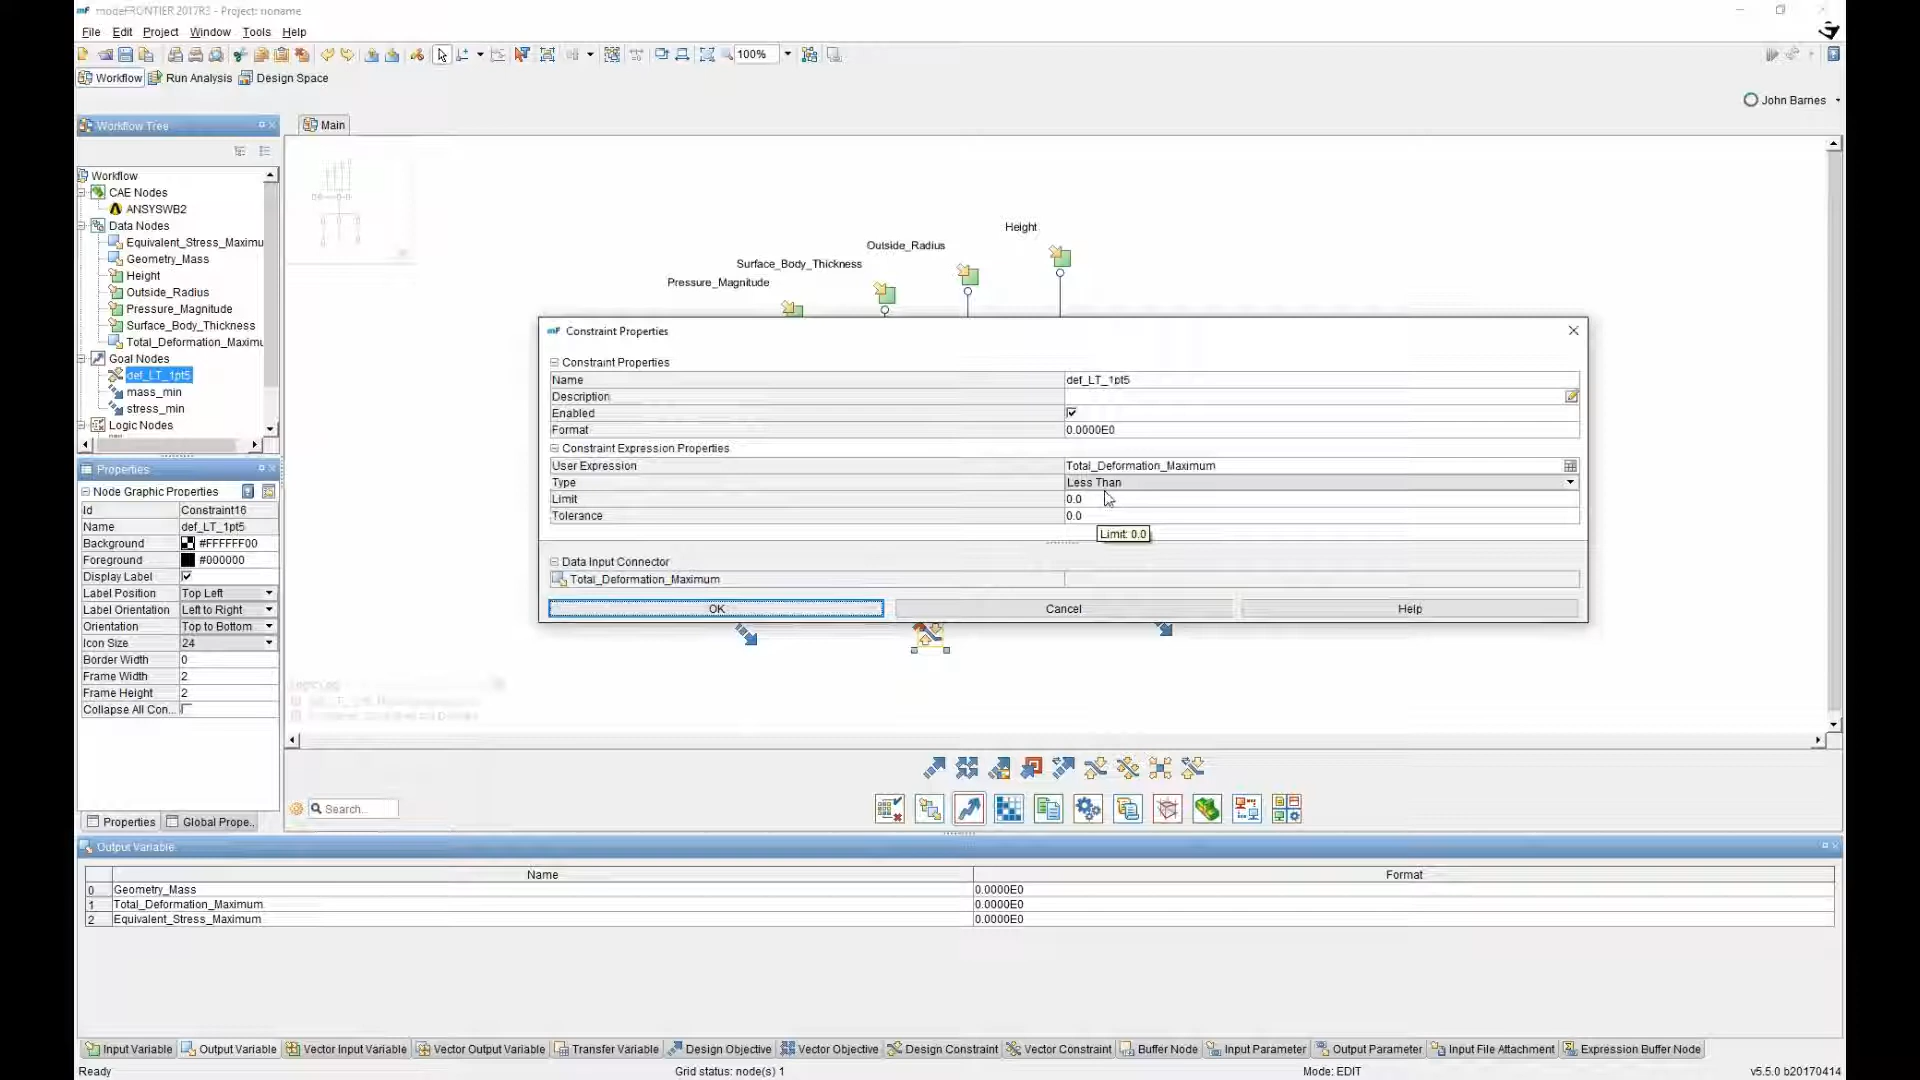 modeFRONTIER 2017R3 - Project: noname
File Edit Project Window Tools Help
100%
Workflow Run Analysis Design Space
John Barnes
Workflow Tree
Main
Workflow
CAE Nodes
ANSYSWB2
Data Nodes
Equivalent_Stress_Maximu
Geometry_Mass
Height
Outside_Radius
Pressure_Magnitude
Surface_Body_Thickness
Total_Deformation_Maximu
Goal Nodes
def_LT_1pt5
mass_min
stress_min
Logic Nodes
Height
Outside_Radius
Surface_Body_Thickness
Pressure_Magnitude
Constraint Properties
Constraint Properties
Name def_LT_1pt5
Description
Enabled
Format 0.0000E0
Constraint Expression Properties
User Expression Total_Deformation_Maximum
Type Less Than
Limit 0.0
Tolerance 0.0
Limit: 0.0
Data Input Connector
Total_Deformation_Maximum
OK Cancel Help
Properties
Node Graphic Properties
Id Constraint16
Name def_LT_1pt5
Background #FFFFFF00
Foreground #000000
Display Label
Label Position Top Left
Label Orientation Left to Right
Orientation Top to Bottom
Icon Size 24
Border Width 0
Frame Width 2
Frame Height 2
Collapse All Con...
Search...
Properties Global Prope..
Output Variable
Name Format
0 Geometry_Mass 0.0000E0
1 Total_Deformation_Maximum 0.0000E0
2 Equivalent_Stress_Maximum 0.0000E0
Input Variable Output Variable Vector Input Variable Vector Output Variable Transfer Variable Design Objective Vector Objective Design Constraint Vector Constraint Buffer Node Input Parameter Output Parameter Input File Attachment Expression Buffer Node
Ready Grid status: node(s) 1 Mode: EDIT v5.5.0 b20170414